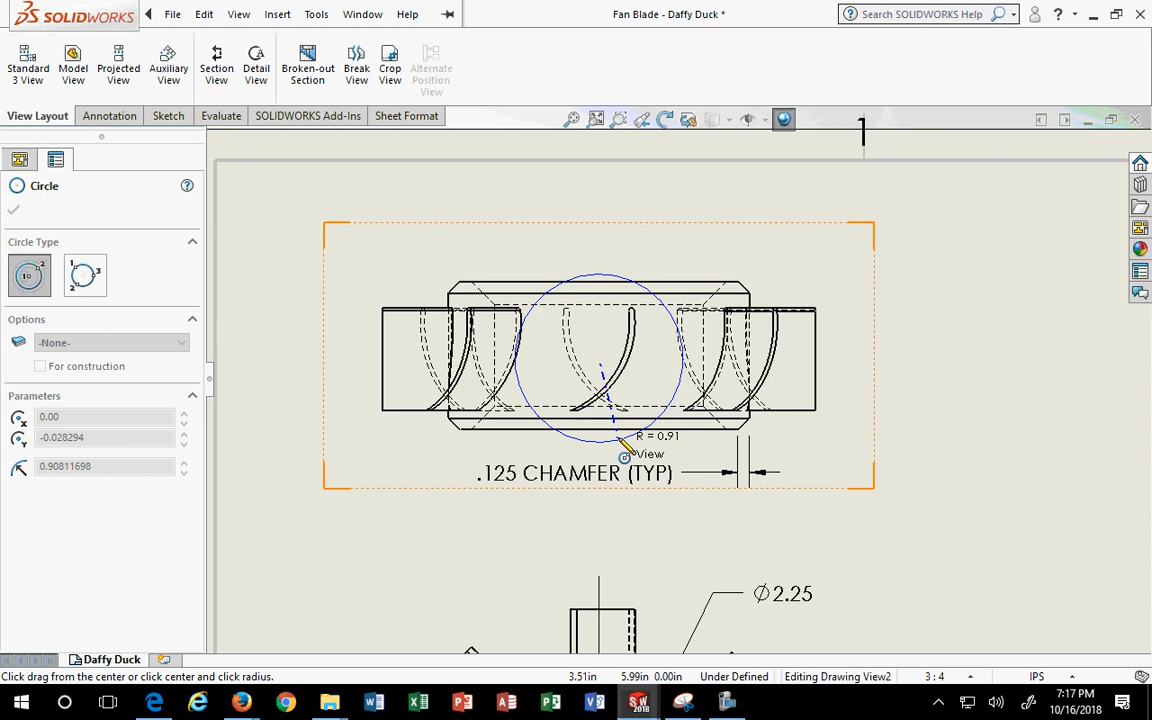 SOLIDWORKS
File Edit View Insert Tools Window Help
Fan Blade - Daffy Duck *
Search SOLIDWORKS Help
Standard 3 View
Model View
Projected View
Auxiliary View
Section View
Detail View
Broken-out Section
Break View
Crop View
Alternate Position View
View Layout Annotation Sketch Evaluate SOLIDWORKS Add-Ins Sheet Format
1
Circle
Circle Type
Options
-None-
For construction
Parameters
0.00
-0.028294
0.90811698
R = 0.91
View
.125 CHAMFER (TYP)
∅2.25
Daffy Duck
Click drag from the center or click center and click radius.
3.51in 5.99in 0.00in Under Defined Editing Drawing View2 3 : 4 IPS
7:17 PM
10/16/2018